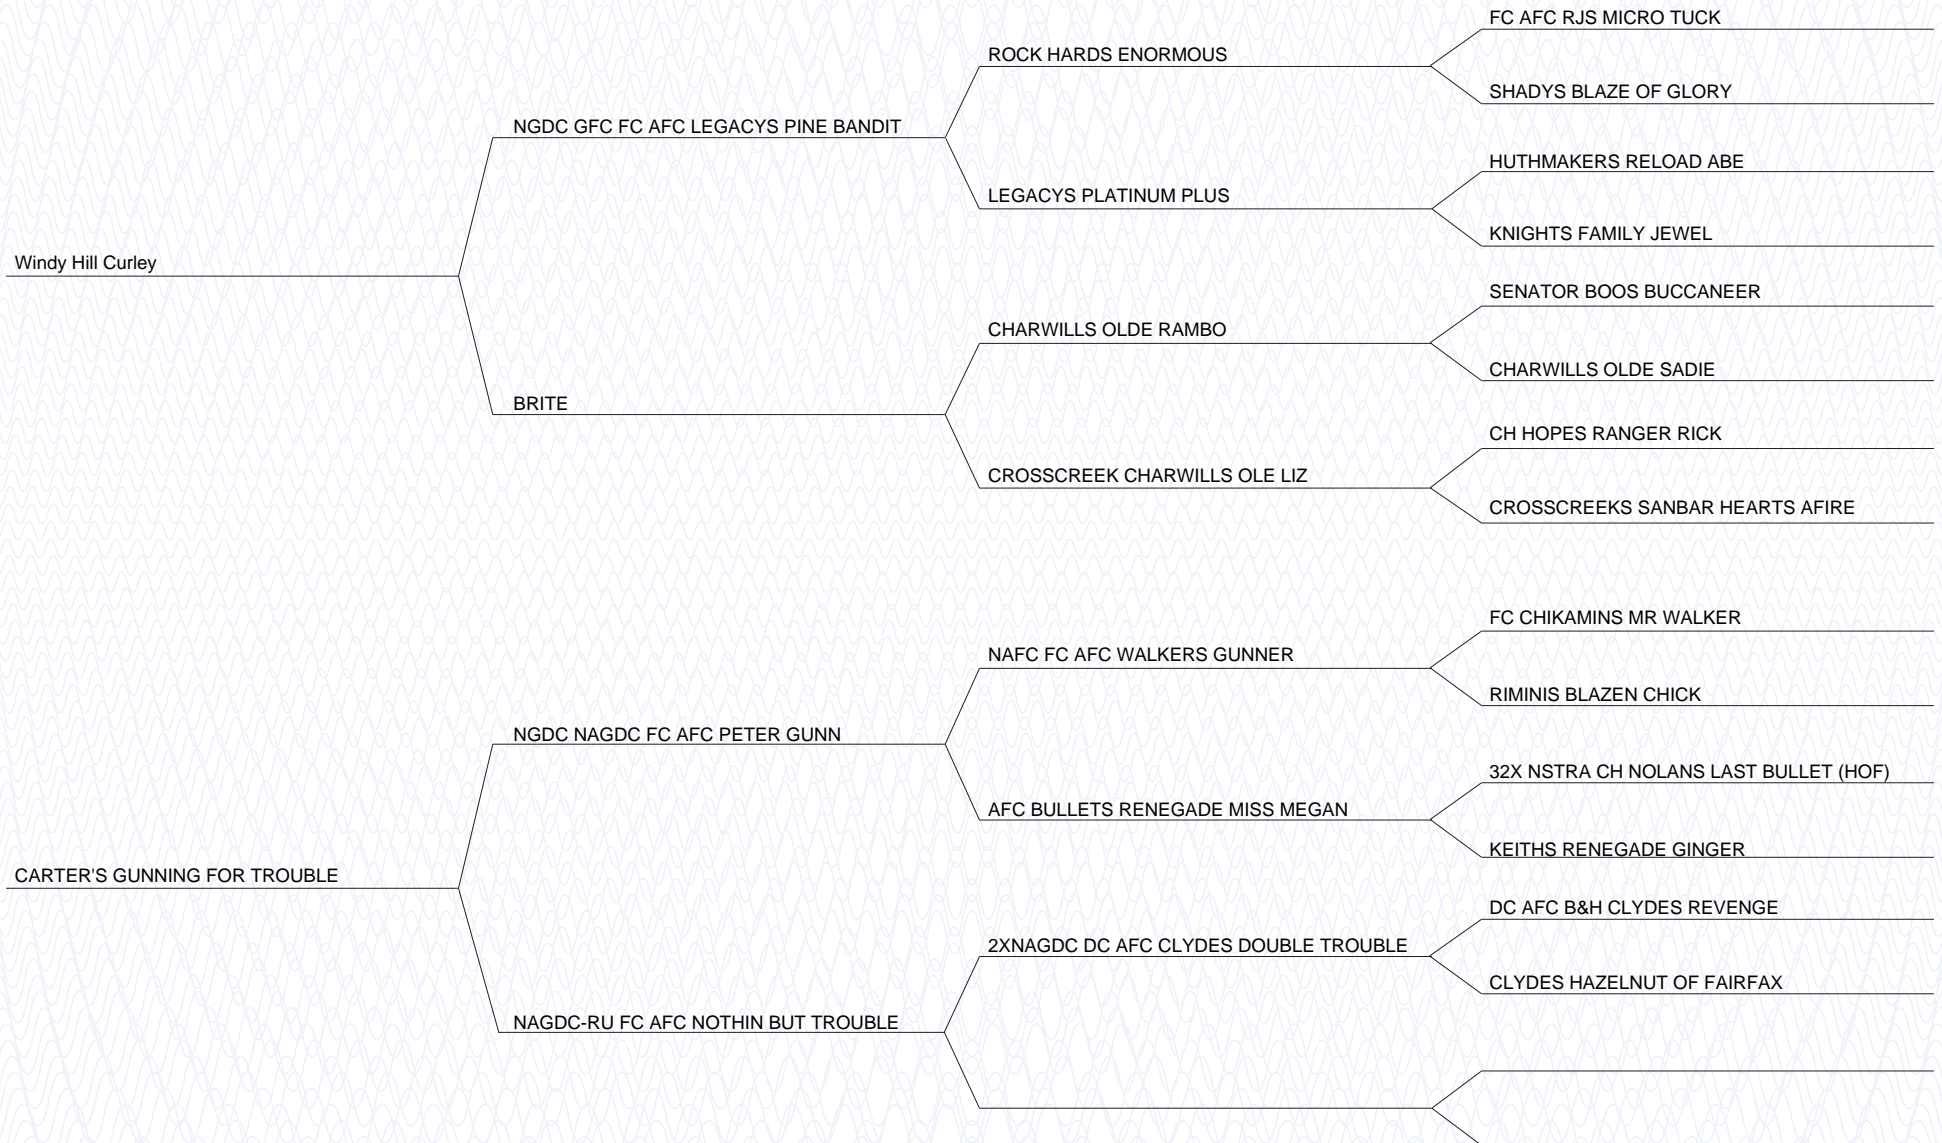 FC AFC RJS MICRO TUCK
ROCK HARDS ENORMOUS
SHADYS BLAZE OF GLORY
NGDC GFC FC AFC LEGACYS PINE BANDIT
HUTHMAKERS RELOAD ABE
LEGACYS PLATINUM PLUS
KNIGHTS FAMILY JEWEL
Windy Hill Curley
SENATOR BOOS BUCCANEER
CHARWILLS OLDE RAMBO
CHARWILLS OLDE SADIE
BRITE
CH HOPES RANGER RICK
CROSSCREEK CHARWILLS OLE LIZ
CROSSCREEKS SANBAR HEARTS AFIRE
FC CHIKAMINS MR WALKER
NAFC FC AFC WALKERS GUNNER
RIMINIS BLAZEN CHICK
NGDC NAGDC FC AFC PETER GUNN
32X NSTRA CH NOLANS LAST BULLET (HOF)
AFC BULLETS RENEGADE MISS MEGAN
KEITHS RENEGADE GINGER
CARTER'S GUNNING FOR TROUBLE
DC AFC B&H CLYDES REVENGE
2XNAGDC DC AFC CLYDES DOUBLE TROUBLE
CLYDES HAZELNUT OF FAIRFAX
NAGDC-RU FC AFC NOTHIN BUT TROUBLE